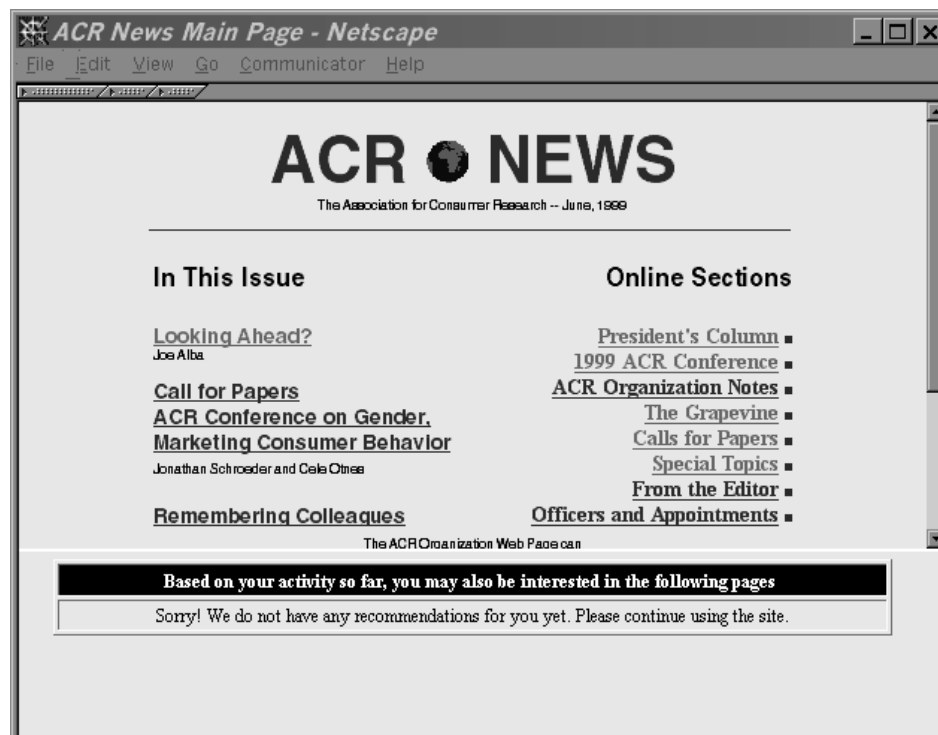 ACR News Main Page - Netscape
File Edit View Go Communicator Help
ACR NEWS
The Association for Consumer Research -- June, 1999
In This Issue
Looking Ahead?
Joe Alba
Call for Papers
ACR Conference on Gender,
Marketing Consumer Behavior
Jonathan Schroeder and Cele Otnes
Remembering Colleagues
Online Sections
President's Column
1999 ACR Conference
ACR Organization Notes
The Grapevine
Calls for Papers
Special Topics
From the Editor
Officers and Appointments
The ACR Organization Web Page can
Based on your activity so far, you may also be interested in the following pages
Sorry! We do not have any recommendations for you yet. Please continue using the site.